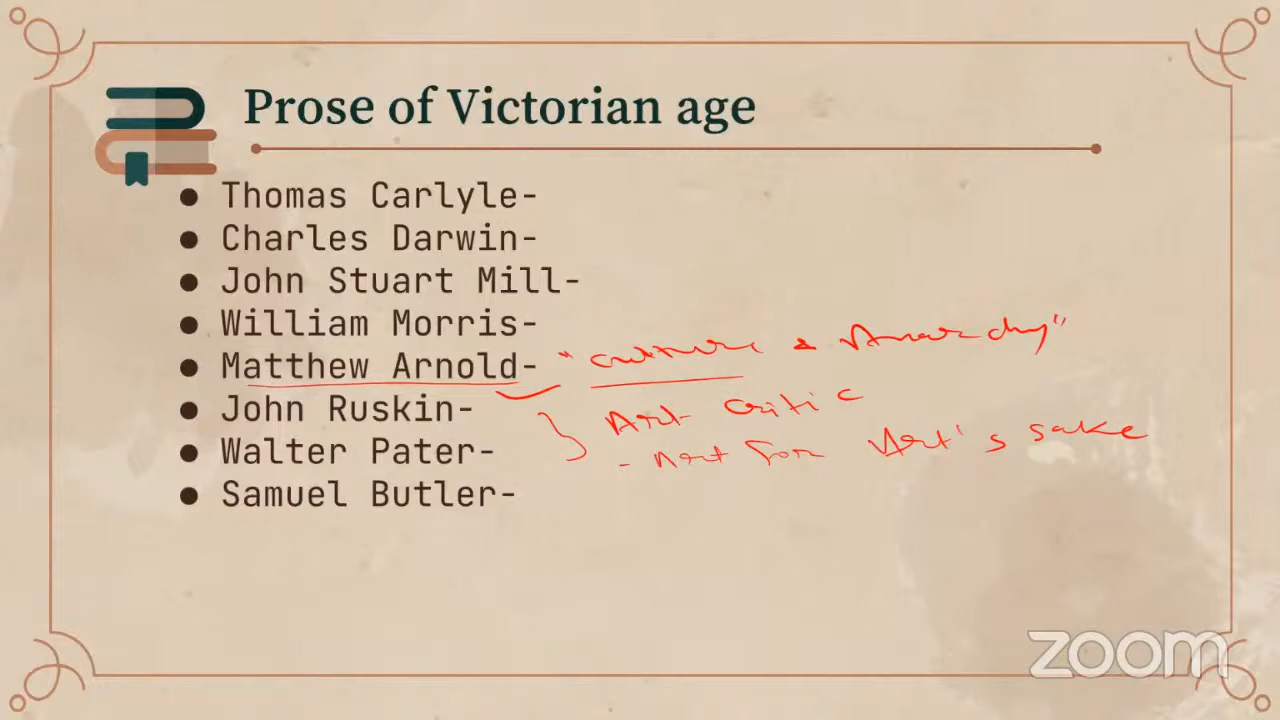 Prose of Victorian age
Thomas Carlyle-
Charles Darwin-
John Stuart Mill-
William Morris-
Matthew Arnold- "Culture & Anarchy"
John Ruskin- Art critic
Walter Pater- - Art for Art's sake
Samuel Butler-
zoom